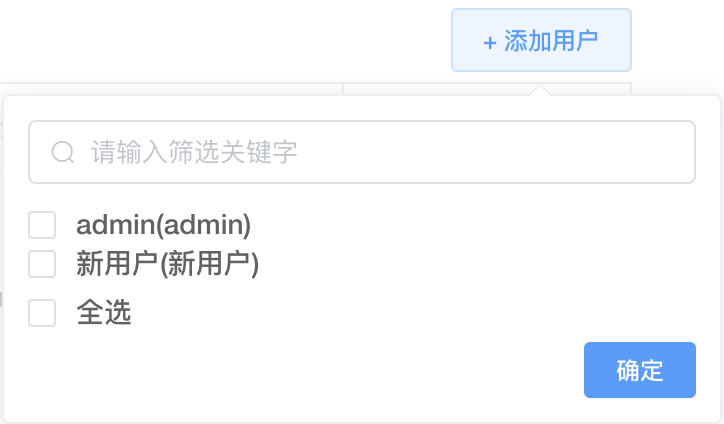 + 添加用户
请输入筛选关键字
admin(admin)
新用户(新用户)
全选
确定